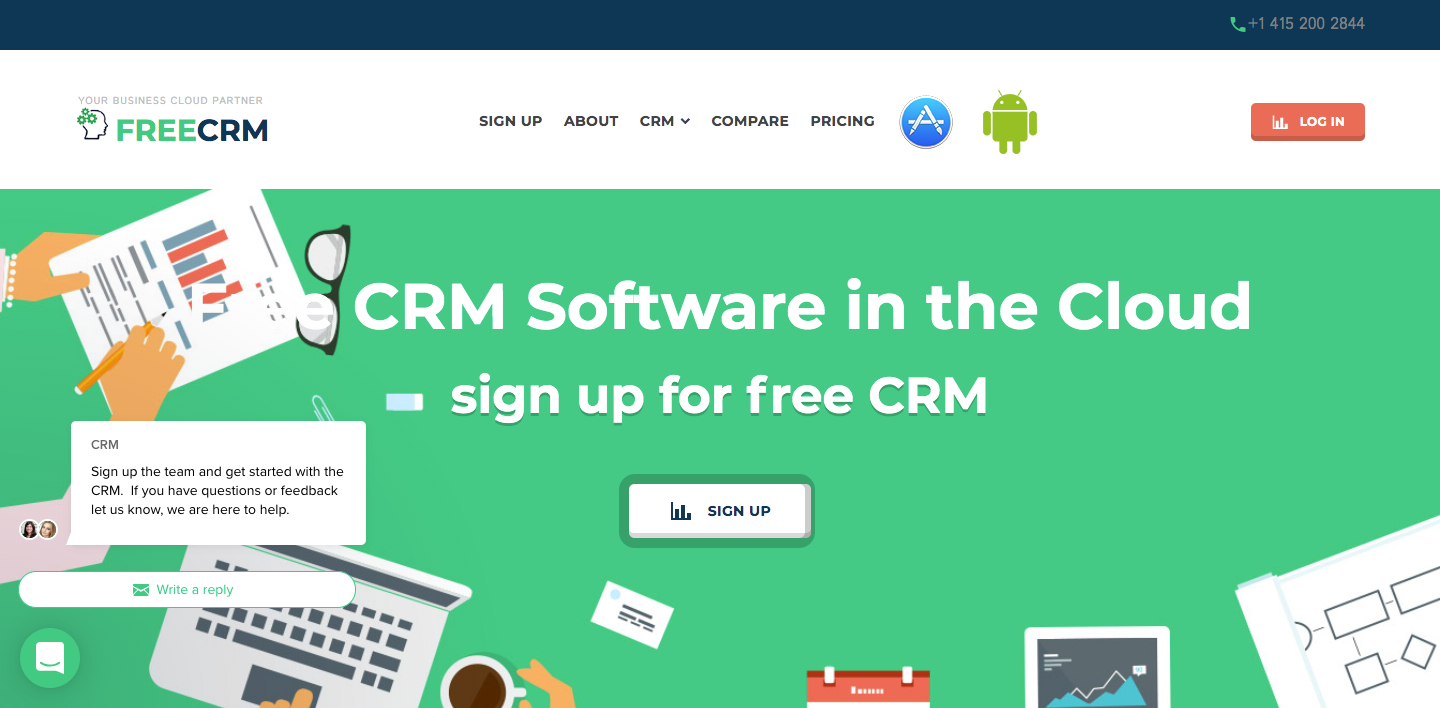 +1 415 200 2844
YOUR BUSINESS CLOUD PARTNER
FREECRM
SIGN UP ABOUT CRM COMPARE PRICING
LOG IN
Free CRM Software in the Cloud
sign up for free CRM
SIGN UP
CRM
Sign up the team and get started with the
CRM.  If you have questions or feedback
let us know, we are here to help.
Write a reply
90